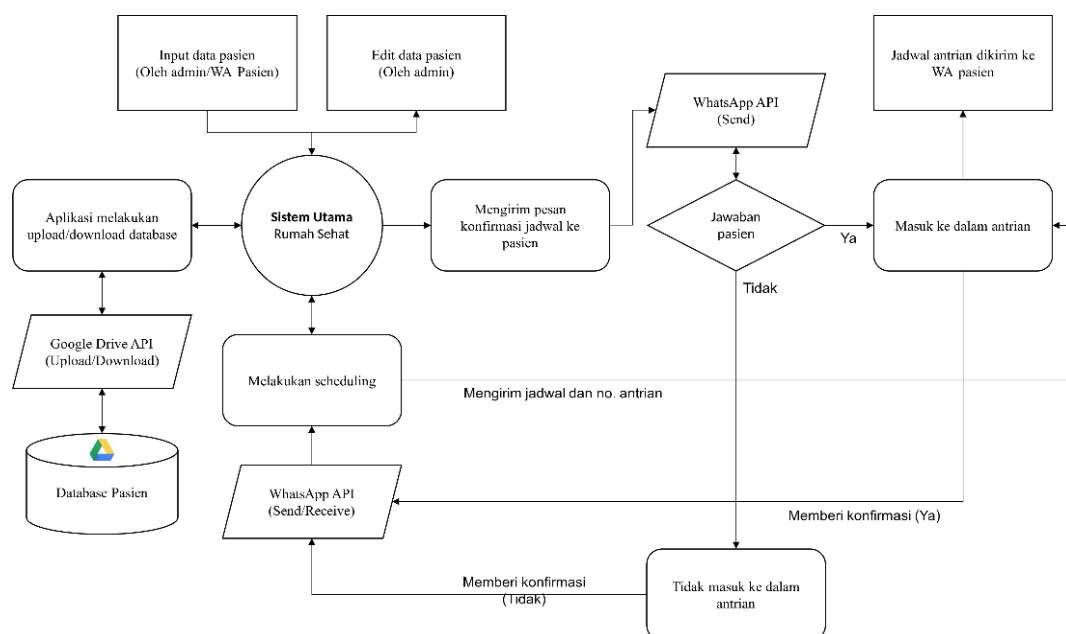 Input data pasien
(Oleh admin/WA Pasien)
Edit data pasien
(Oleh admin)
WhatsApp API
(Send)
Jadwal antrian dikirim ke
WA pasien
Aplikasi melakukan
upload/download database
Sistem Utama
Rumah Sehat
Mengirim pesan
konfirmasi jadwal ke
pasien
Jawaban
pasien
Ya
Masuk ke dalam antrian
Tidak
Google Drive API
(Upload/Download)
Melakukan scheduling
Mengirim jadwal dan no. antrian
Database Pasien
WhatsApp API
(Send/Receive)
Memberi konfirmasi (Ya)
Memberi konfirmasi
(Tidak)
Tidak masuk ke dalam
antrian